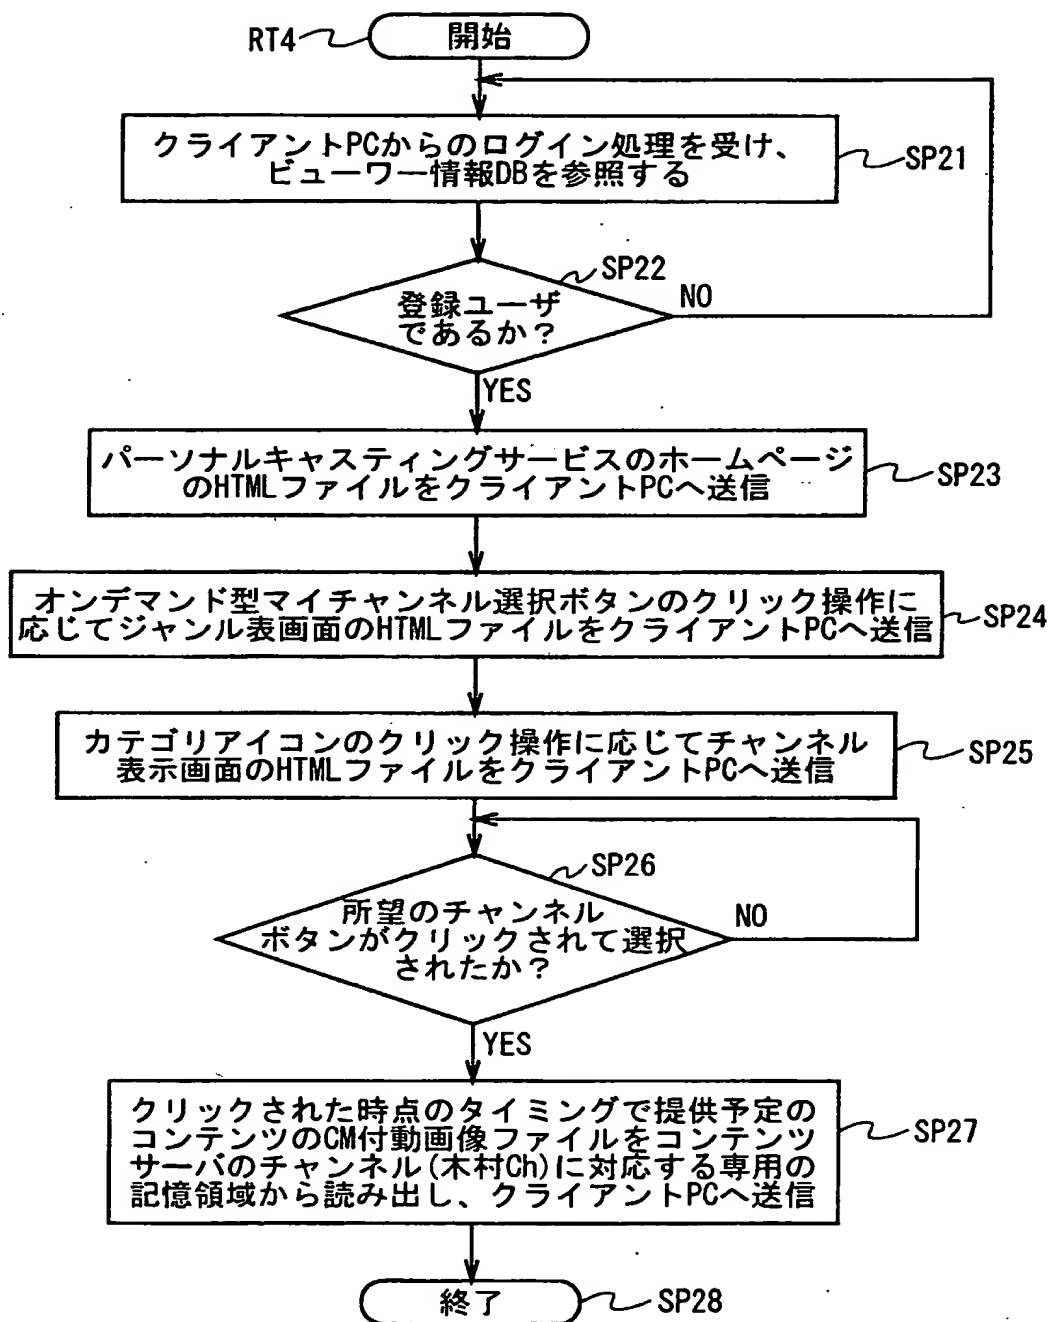 RT4
開始
クライアントPCからのログイン処理を受け、
ビューワー情報DBを参照する
SP21
SP22
登録ユーザ
であるか？
NO
YES
パーソナルキャスティングサービスのホームページ
のHTMLファイルをクライアントPCへ送信
SP23
オンデマンド型マイチャンネル選択ボタンのクリック操作に
応じてジャンル表画面のHTMLファイルをクライアントPCへ送信
SP24
カテゴリアイコンのクリック操作に応じてチャンネル
表示画面のHTMLファイルをクライアントPCへ送信
SP25
SP26
所望のチャンネル
ボタンがクリックされて選択
されたか？
NO
YES
クリックされた時点のタイミングで提供予定の
コンテンツのCM付動画像ファイルをコンテンツ
サーバのチャンネル(木村Ch)に対応する専用の
記憶領域から読み出し、クライアントPCへ送信
SP27
終了
SP28